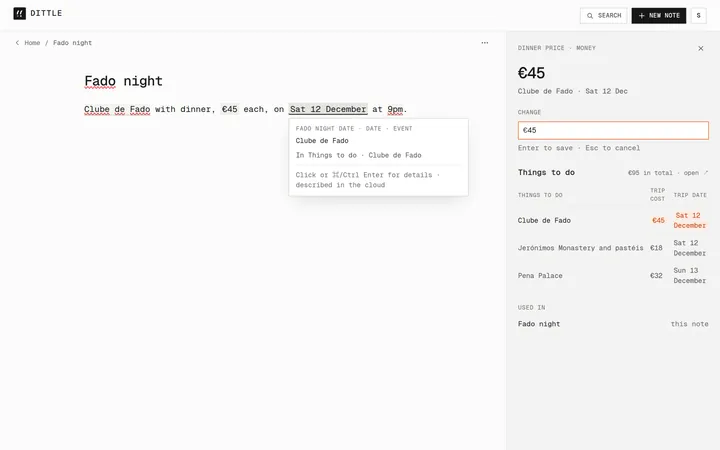 DITTLE
SEARCH
NEW NOTE
S
Home / Fado night
Fado night
Clube de Fado with dinner, €45 each, on Sat 12 December at 9pm.
FADO NIGHT DATE · DATE · EVENT
Clube de Fado
In Things to do · Clube de Fado
Click or ⌘/Ctrl Enter for details ·
described in the cloud
DINNER PRICE · MONEY
€45
Clube de Fado · Sat 12 Dec
CHANGE
€45
Enter to save · Esc to cancel
Things to do €95 in total · open ↗
THINGS TO DO TRIP COST TRIP DATE
Clube de Fado €45 Sat 12 December
Jerónimos Monastery and pastéis €18 Sat 12 December
Pena Palace €32 Sun 13 December
USED IN
Fado night this note